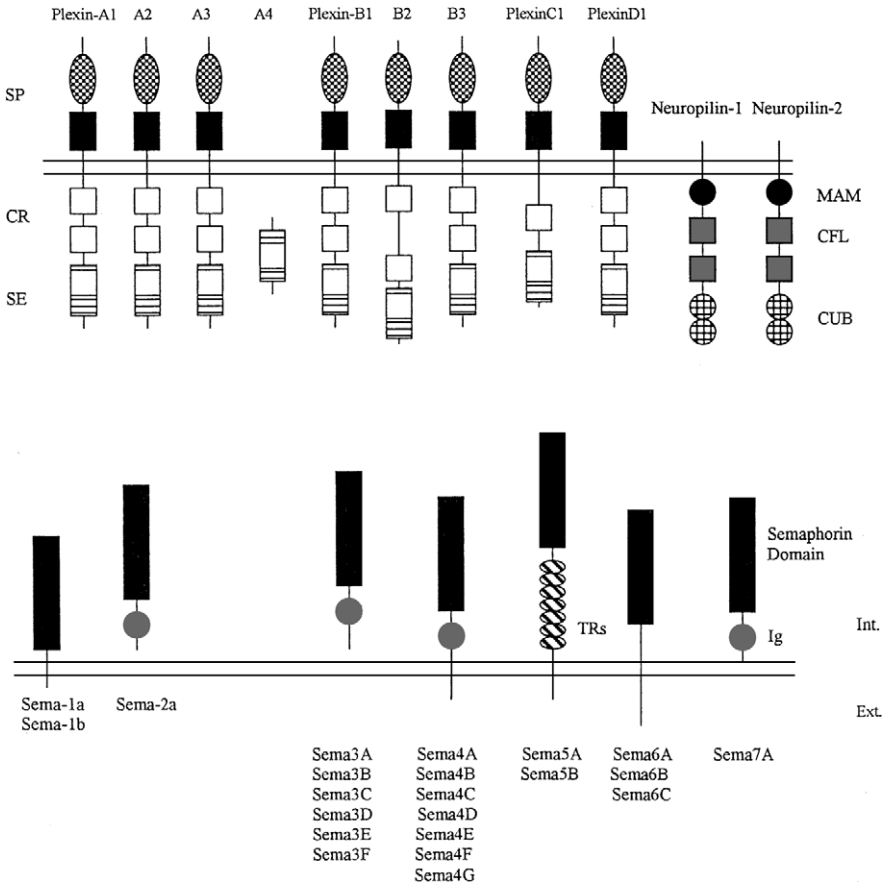 Plexin-A1 A2 A3 A4 Plexin-B1 B2 B3 PlexinC1 PlexinD1
SP
Neuropilin-1 Neuropilin-2
MAM
CR
CFL
SE
CUB
Semaphorin
Domain
TRs
Ig
Int.
Sema-1a Sema-2a
Sema-1b
Ext.
Sema3A Sema4A Sema5A Sema6A Sema7A
Sema3B Sema4B Sema5B Sema6B
Sema3C Sema4C Sema6C
Sema3D Sema4D
Sema3E Sema4E
Sema3F Sema4F
Sema4G